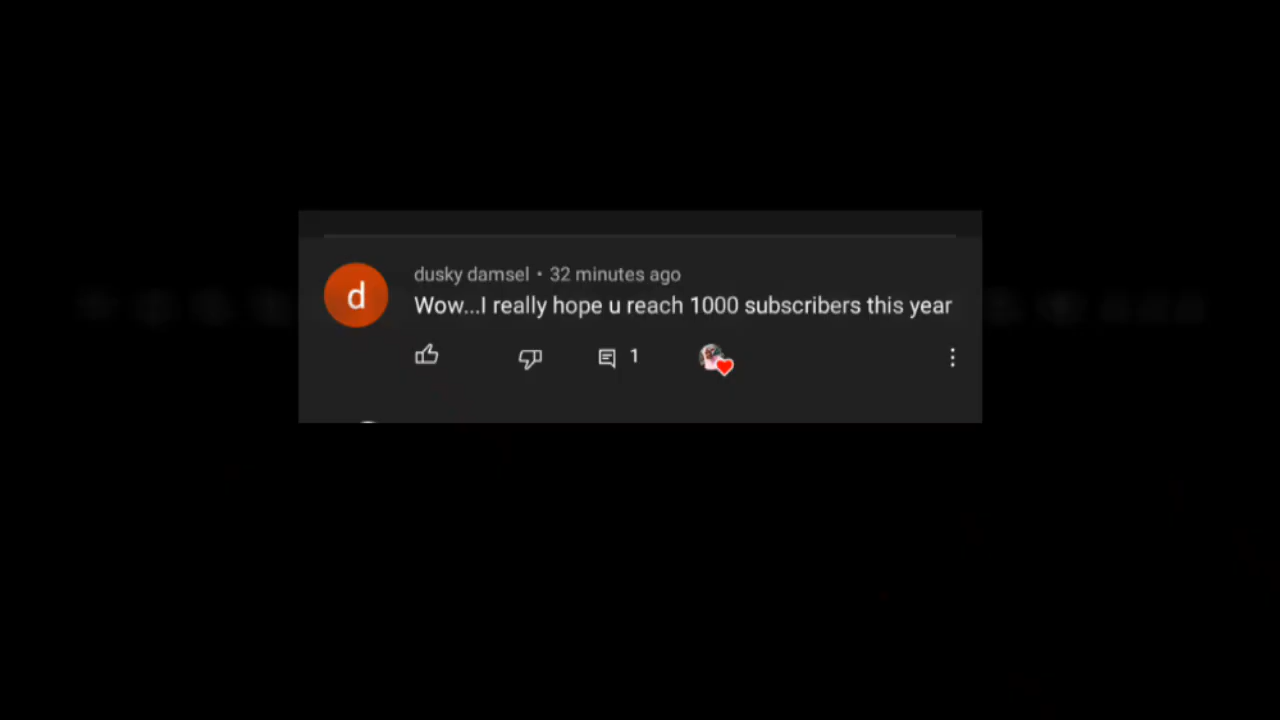 d
dusky damsel • 32 minutes ago
Wow...I really hope u reach 1000 subscribers this year
1